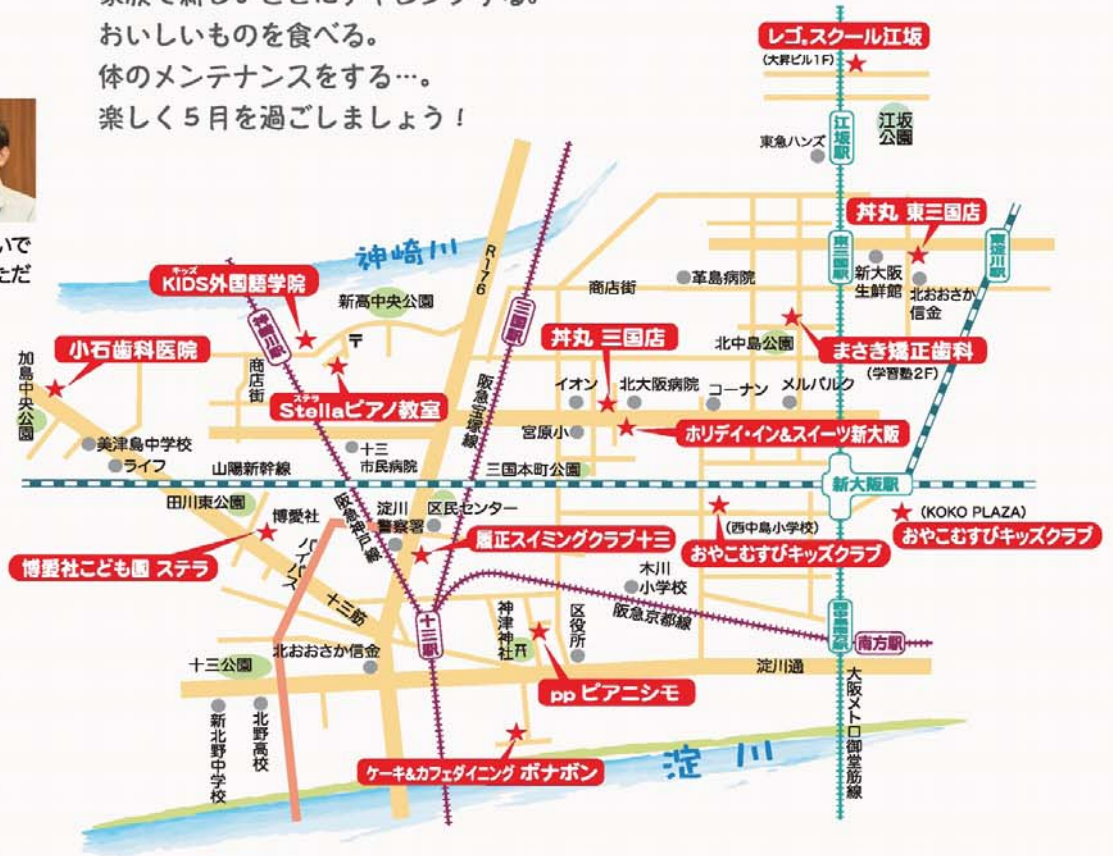 おいしいものを食べる。
体のメンテナンスをする…。
楽しく5月を過ごしましょう!
レゴ®スクール江坂
(大昇ビル1F)
江坂駅
江坂公園
東急ハンズ
丼丸 東三国店
東三国駅
東淀川駅
新大阪
生鮮館
北おおさか
信金
神崎川
R176
三国駅
商店街
革島病院
キッズ
KIDS外国語学院
新高中央公園
〒
神崎川駅
小石歯科医院
加島中央公園
商店街
ステラ
Stellaピアノ教室
阪急宝塚線
丼丸 三国店
北中島公園
まさき矯正歯科
(学習塾2F)
イオン
北大阪病院
コーナン
メルパルク
宮原小
ホリデイ・イン&スイーツ新大阪
美津島中学校
ライフ
山陽新幹線
十三
市民病院
三国本町公園
新大阪駅
田川東公園
博愛社
阪急神戸線
淀川
警察署
区民センター
(西中島小学校)
おやこむすびキッズクラブ
(KOKO PLAZA)
おやこむすびキッズクラブ
博愛社こども園 ステラ
バイパス
履正スイミングクラブ十三
木川
小学校
阪急京都線
十三筋
十三駅
神津神社
区役所
西中島南方駅
南方駅
北おおさか信金
十三公園
淀川通
pp ピアニシモ
新北野中学校
北野高校
ケーキ&カフェダイニング ボナボン
淀川
大阪メトロ御堂筋線